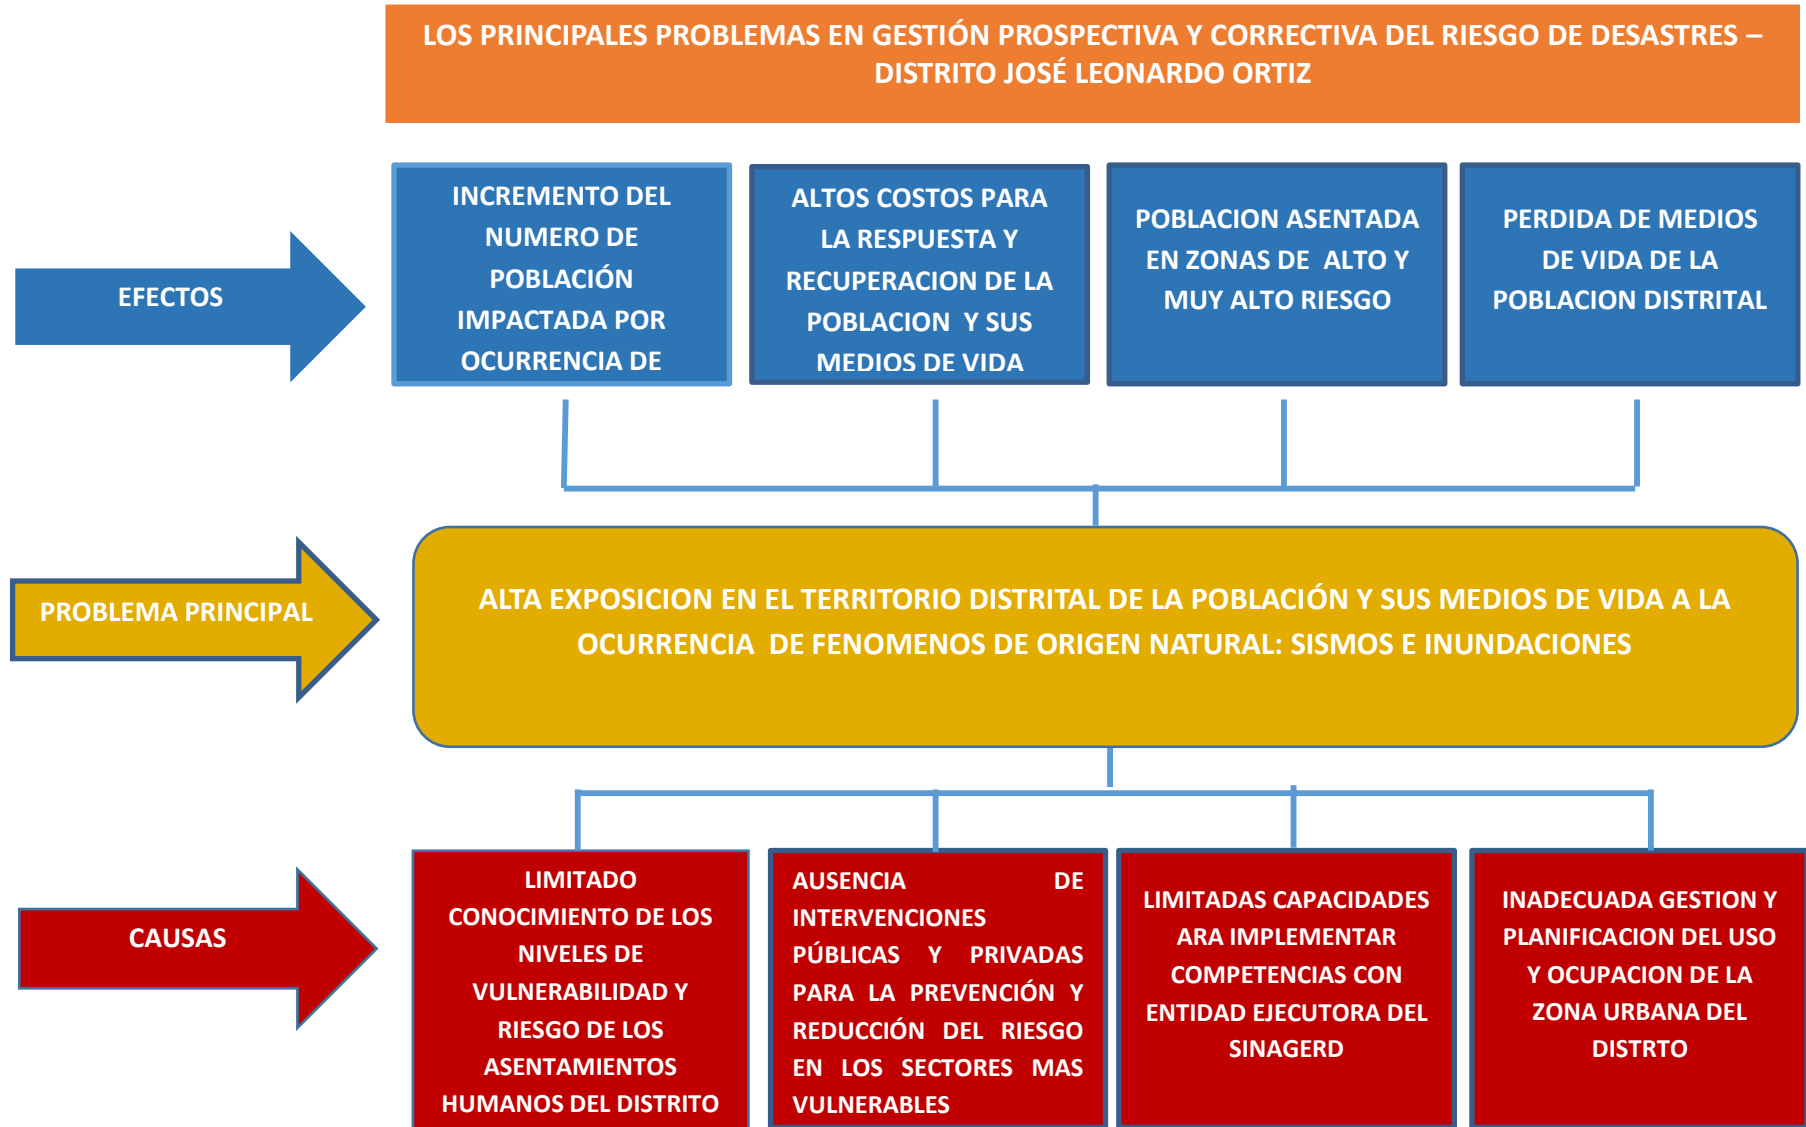 LOS PRINCIPALES PROBLEMAS EN GESTIÓN PROSPECTIVA Y CORRECTIVA DEL RIESGO DE DESASTRES –
DISTRITO JOSÉ LEONARDO ORTIZ
EFECTOS
INCREMENTO DEL
NUMERO DE
POBLACIÓN
IMPACTADA POR
OCURRENCIA DE
ALTOS COSTOS PARA
LA RESPUESTA Y
RECUPERACION DE LA
POBLACION Y SUS
MEDIOS DE VIDA
POBLACION ASENTADA
EN ZONAS DE ALTO Y
MUY ALTO RIESGO
PERDIDA DE MEDIOS
DE VIDA DE LA
POBLACION DISTRITAL
PROBLEMA PRINCIPAL
ALTA EXPOSICION EN EL TERRITORIO DISTRITAL DE LA POBLACIÓN Y SUS MEDIOS DE VIDA A LA
OCURRENCIA DE FENOMENOS DE ORIGEN NATURAL: SISMOS E INUNDACIONES
CAUSAS
LIMITADO
CONOCIMIENTO DE LOS
NIVELES DE
VULNERABILIDAD Y
RIESGO DE LOS
ASENTAMIENTOS
HUMANOS DEL DISTRITO
AUSENCIA DE
INTERVENCIONES
PÚBLICAS Y PRIVADAS
PARA LA PREVENCIÓN Y
REDUCCIÓN DEL RIESGO
EN LOS SECTORES MAS
VULNERABLES
LIMITADAS CAPACIDADES
ARA IMPLEMENTAR
COMPETENCIAS CON
ENTIDAD EJECUTORA DEL
SINAGERD
INADECUADA GESTION Y
PLANIFICACION DEL USO
Y OCUPACION DE LA
ZONA URBANA DEL
DISTRTO